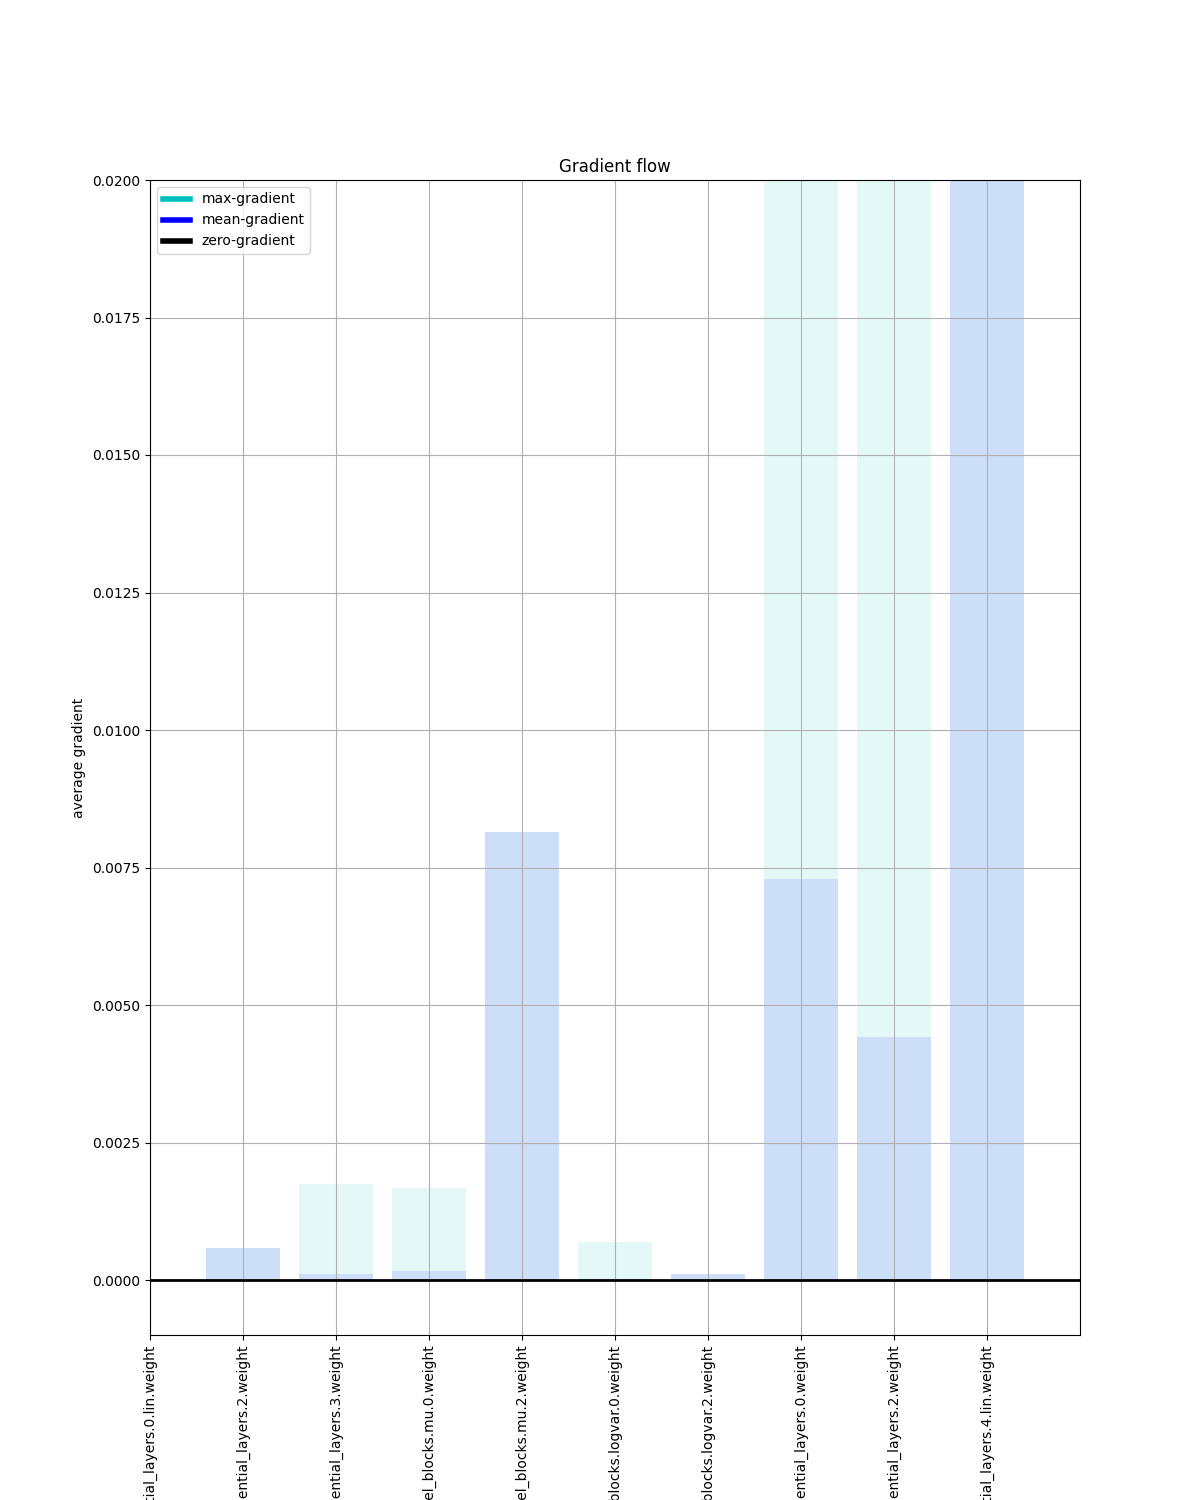 Gradient flow
max-gradient
mean-gradient
zero-gradient
0.0200
0.0175
0.0150
0.0125
0.0100
0.0075
0.0050
0.0025
0.0000
average gradient
tial_layers.0.lin.weight
ential_layers.2.weight
ential_layers.3.weight
el_blocks.mu.0.weight
el_blocks.mu.2.weight
blocks.logvar.0.weight
blocks.logvar.2.weight
ential_layers.0.weight
ential_layers.2.weight
tial_layers.4.lin.weight